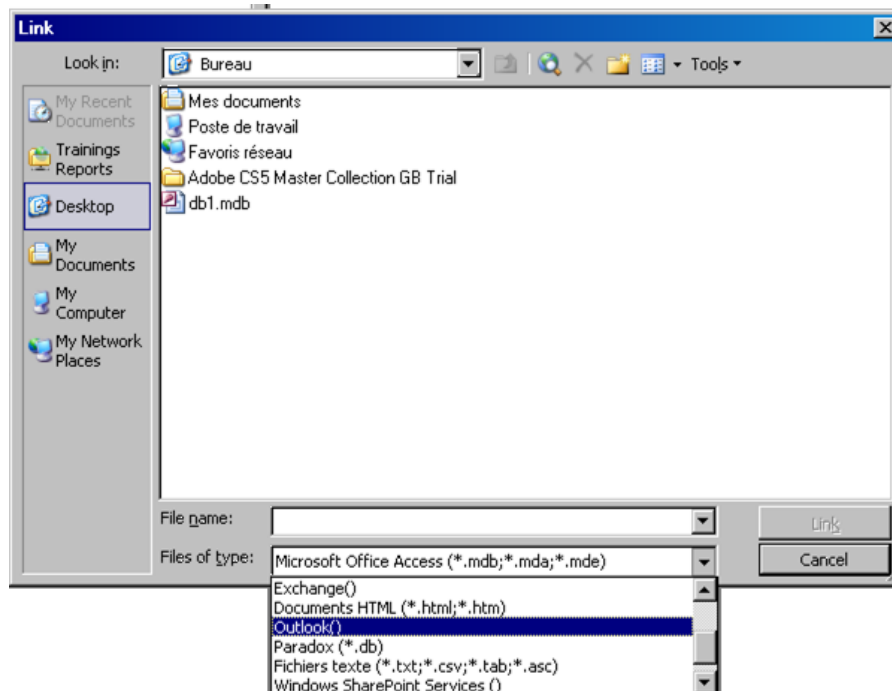 Link
Look in:
Bureau
Tools
My Recent
Documents
Trainings
Reports
Desktop
My
Documents
My
Computer
My Network
Places
Mes documents
Poste de travail
Favoris réseau
Adobe CS5 Master Collection GB Trial
db1.mdb
File name:
Link
Files of type:
Microsoft Office Access (*.mdb;*.mda;*.mde)
Cancel
Exchange()
Documents HTML (*.html;*.htm)
Outlook()
Paradox (*.db)
Fichiers texte (*.txt;*.csv;*.tab;*.asc)
Windows SharePoint Services ()